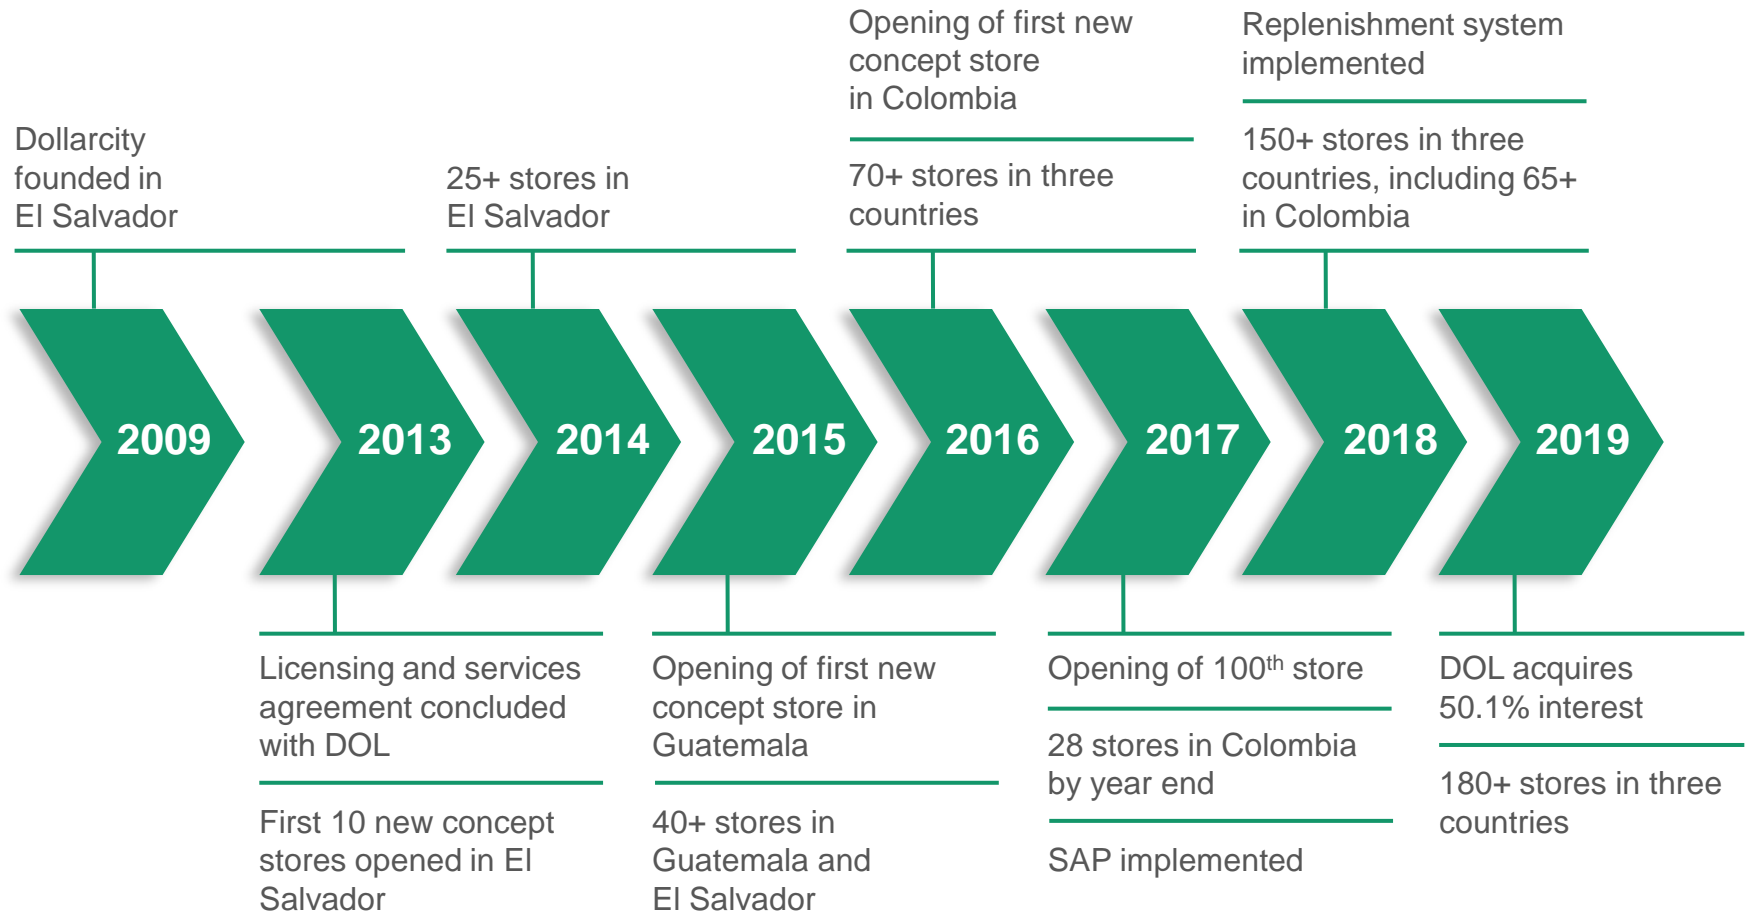 Dollarcity
founded in
El Salvador
25+ stores in
El Salvador
Opening of first new
concept store
in Colombia
70+ stores in three
countries
Replenishment system
implemented
150+ stores in three
countries, including 65+
in Colombia
2009
2013
2014
2015
2016
2017
2018
2019
Licensing and services
agreement concluded
with DOL
First 10 new concept
stores opened in El
Salvador
Opening of first new
concept store in
Guatemala
40+ stores in
Guatemala and
El Salvador
Opening of 100th store
28 stores in Colombia
by year end
SAP implemented
DOL acquires
50.1% interest
180+ stores in three
countries